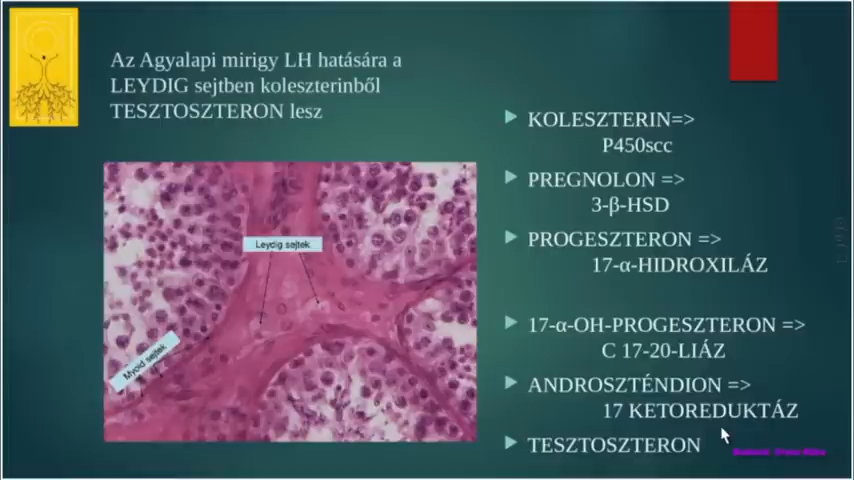 Az Agyalapi mirigy LH hatására a
LEYDIG sejtben koleszterinből
TESZTOSZTERON lesz
Leydig sejtek
Myoid sejtek
KOLESZTERIN=>
P450scc
PREGNOLON =>
3-β-HSD
PROGESZTERON =>
17-α-HIDROXILÁZ
17-α-OH-PROGESZTERON =>
C 17-20-LIÁZ
ANDROSZTÉNDION =>
17 KETOREDUKTÁZ
TESZTOSZTERON